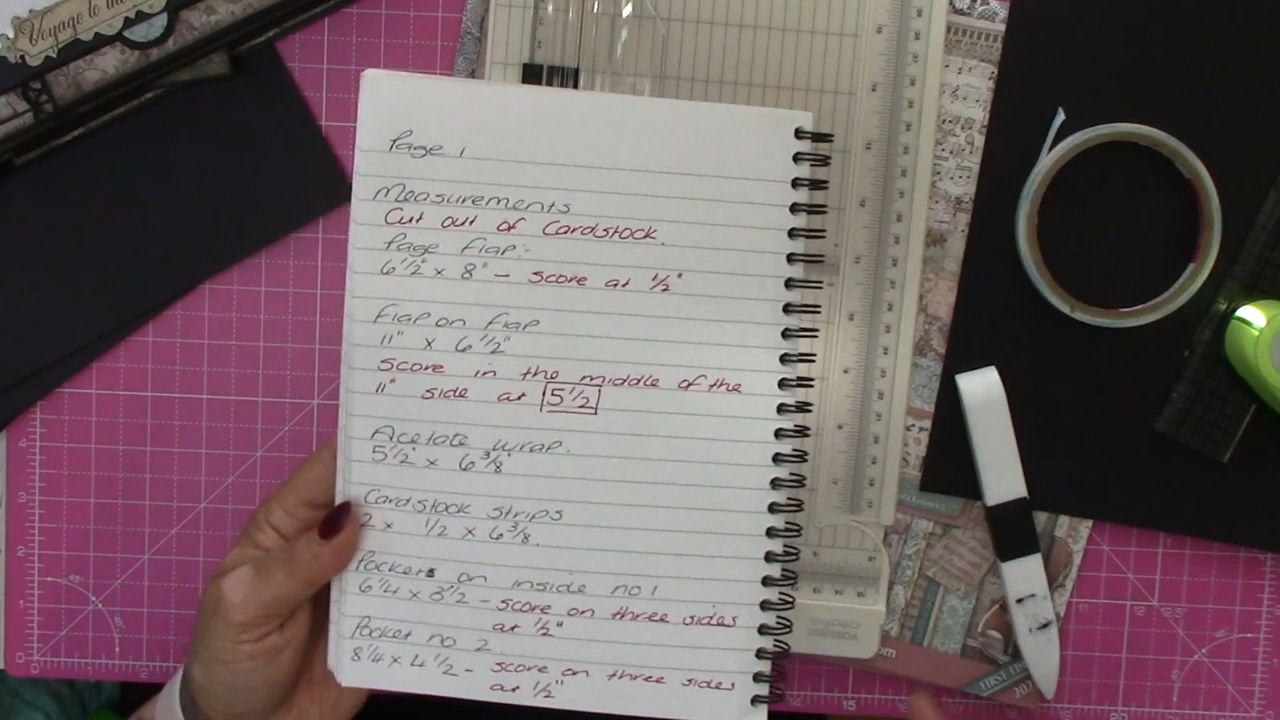 Voyage to the
Page 1
Measurements
Cut out of Cardstock.
Page flap:-
6½" x 8" - score at ½"
Flap on flap
11" x 6½"
Score in the middle of the
11" side at 5½
Acetate wrap.
5½" x 6⅜"
Cardstock strips
2 x ½ x 6⅜.
Pockets on inside no 1
6¼ x 3½ - score on three sides
at ½"
Pocket no 2
8¼ x 4½ - score on three sides
at ½"